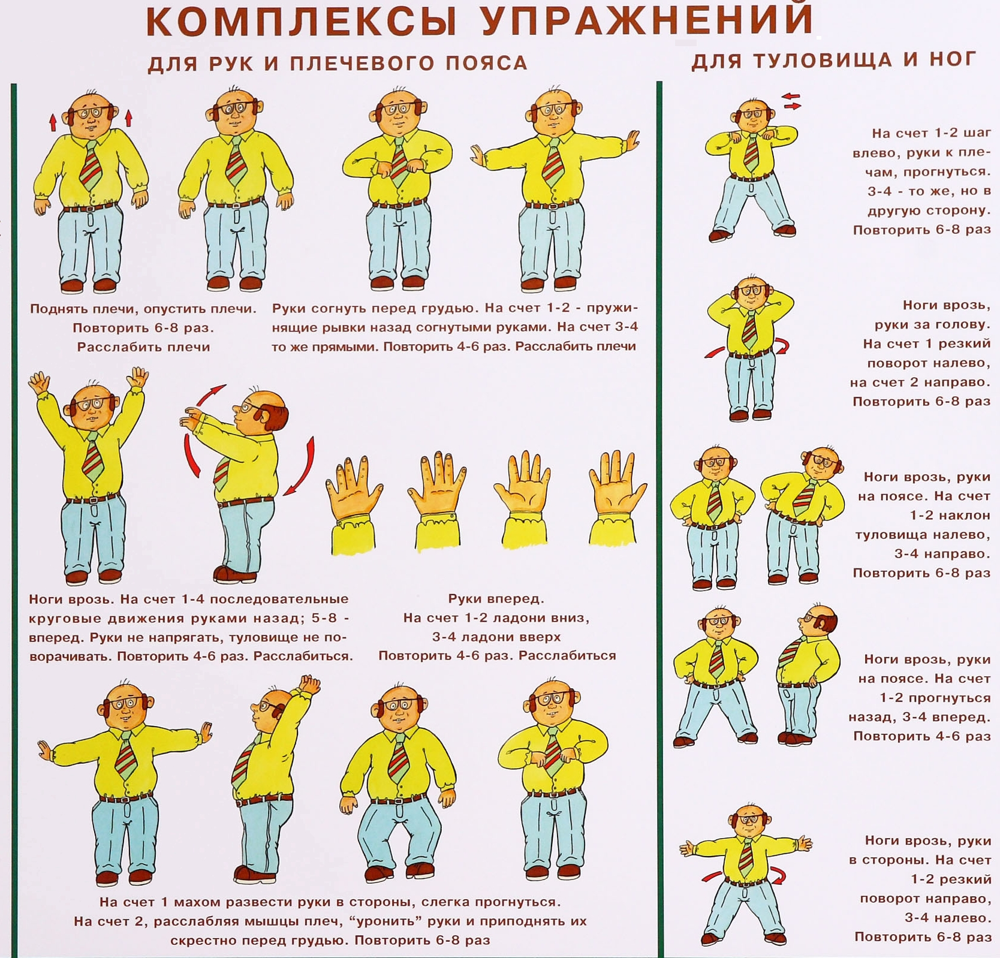 КОМПЛЕКСЫ УПРАЖНЕНИЙ
ДЛЯ РУК И ПЛЕЧЕВОГО ПОЯСА
Поднять плечи, опустить плечи.
Повторить 6-8 раз.
Расслабить плечи
Руки согнуть перед грудью. На счет 1-2 - пружи-
нящие рывки назад согнутыми руками. На счет 3-4
то же прямыми. Повторить 4-6 раз. Расслабить плечи
Ноги врозь. На счет 1-4 последовательные
круговые движения руками назад; 5-8 -
вперед. Руки не напрягать, туловище не по-
ворачивать. Повторить 4-6 раз. Расслабиться.
Руки вперед.
На счет 1-2 ладони вниз,
3-4 ладони вверх
Повторить 4-6 раз. Расслабиться
На счет 1 махом развести руки в стороны, слегка прогнуться.
На счет 2, расслабляя мышцы плеч, “уронить” руки и приподнять их
скрестно перед грудью. Повторить 6-8 раз
ДЛЯ ТУЛОВИЩА И НОГ
На счет 1-2 шаг
влево, руки к пле-
чам, прогнуться.
3-4 - то же, но в
другую сторону.
Повторить 6-8 раз
Ноги врозь,
руки за голову.
На счет 1 резкий
поворот налево,
на счет 2 направо.
Повторить 6-8 раз
Ноги врозь, руки
на поясе. На счет
1-2 наклон
туловища налево,
3-4 направо.
Повторить 6-8 раз
Ноги врозь, руки
на поясе. На счет
1-2 прогнуться
назад, 3-4 вперед.
Повторить 4-6 раз
Ноги врозь, руки
в стороны. На счет
1-2 резкий
поворот направо,
3-4 налево.
Повторить 6-8 раз